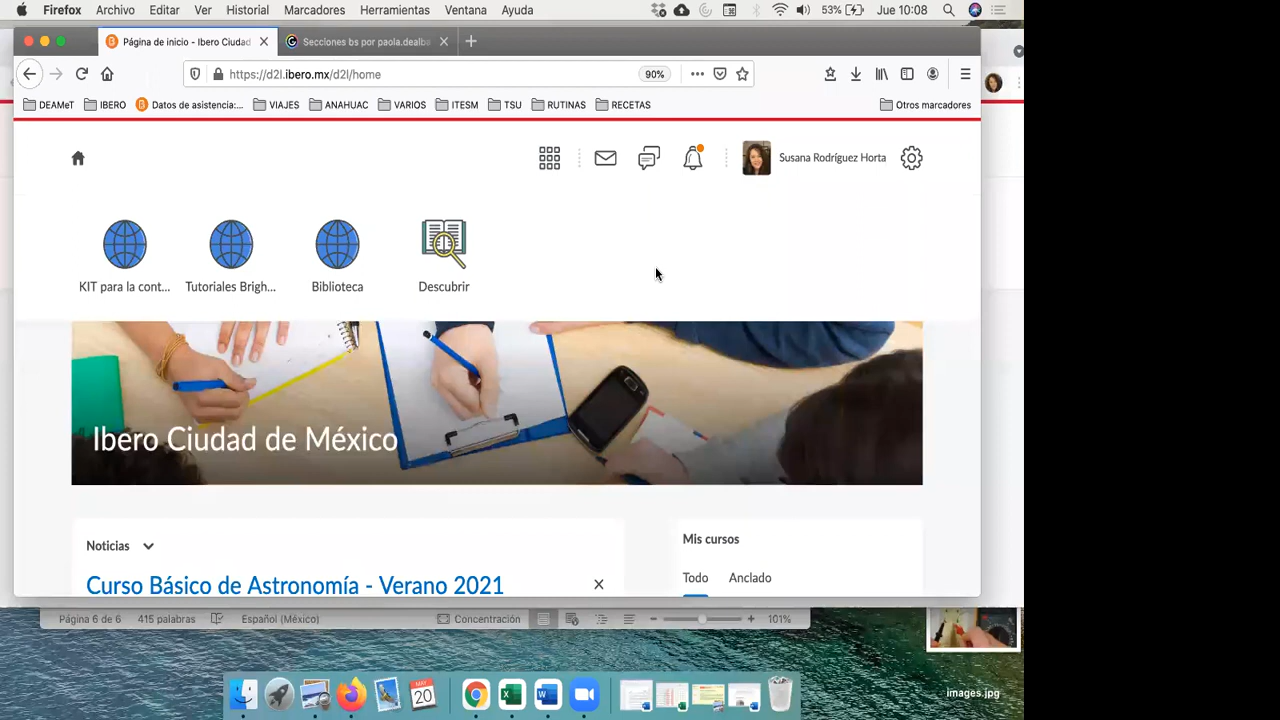 Firefox Archivo Editar Ver Historial Marcadores Herramientas Ventana Ayuda 53% Jue 10:08
Página de inicio - Ibero Ciudad
Secciones bs por paola.dealba
https://d2l.ibero.mx/d2l/home 90%
DEAMeT IBERO Datos de asistencia:... VIAJES ANAHUAC VARIOS ITESM TSU RUTINAS RECETAS Otros marcadores
Susana Rodríguez Horta
KIT para la cont... Tutoriales Brigh... Biblioteca Descubrir
Ibero Ciudad de México
Noticias
Curso Básico de Astronomía - Verano 2021
Mis cursos
Todo Anclado
Página 6 de 6 415 palabras Español (México) Concentración 101%
MAY
20
images.jpg